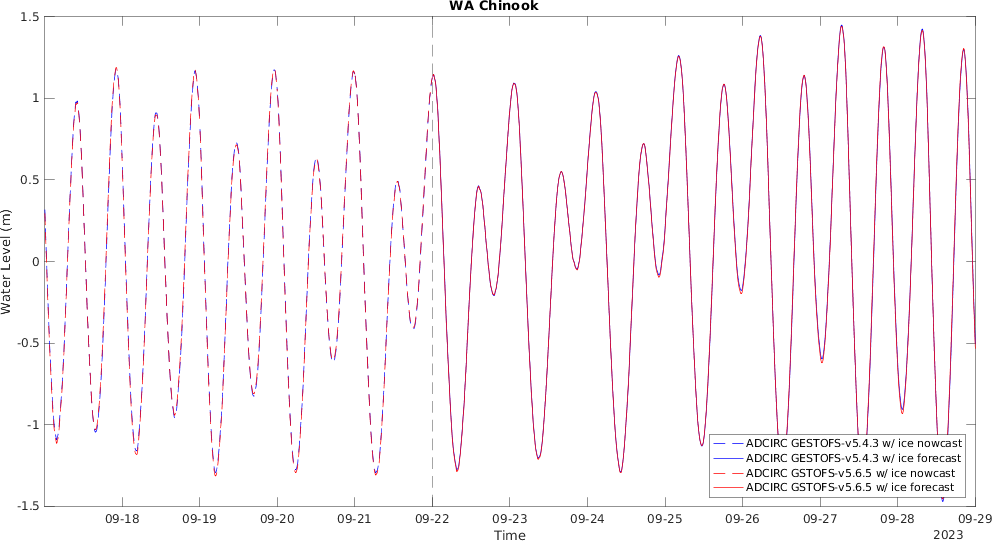 WA Chinook
1.5
1
0.5
0
-0.5
-1
-1.5
Water Level (m)
ADCIRC GESTOFS-v5.4.3 w/ ice nowcast
ADCIRC GESTOFS-v5.4.3 w/ ice forecast
ADCIRC GSTOFS-v5.6.5 w/ ice nowcast
ADCIRC GSTOFS-v5.6.5 w/ ice forecast
09-18 09-19 09-20 09-21 09-22 09-23 09-24 09-25 09-26 09-27 09-28 09-29
Time
2023